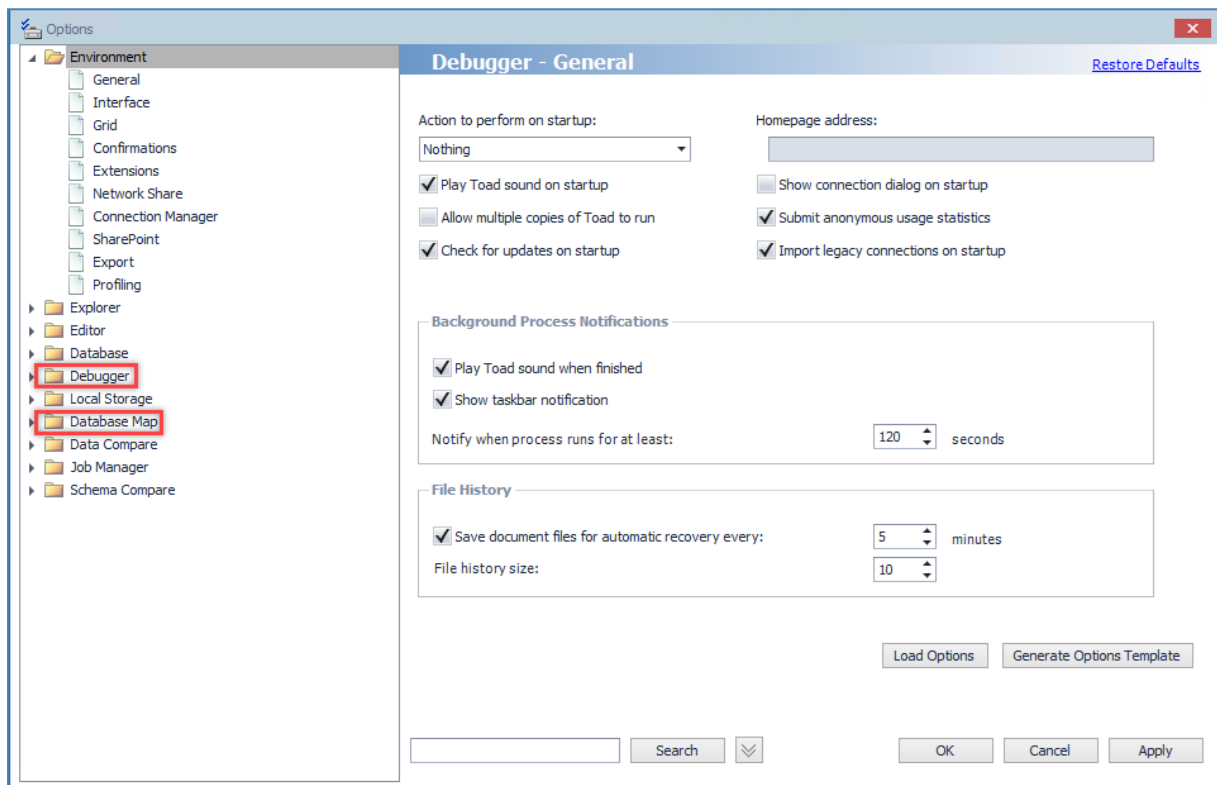 Options
Environment
General
Interface
Grid
Confirmations
Extensions
Network Share
Connection Manager
SharePoint
Export
Profiling
Explorer
Editor
Database
Debugger
Local Storage
Database Map
Data Compare
Job Manager
Schema Compare
Debugger - General
Restore Defaults
Action to perform on startup:
Homepage address:
Nothing
Play Toad sound on startup
Show connection dialog on startup
Allow multiple copies of Toad to run
Submit anonymous usage statistics
Check for updates on startup
Import legacy connections on startup
Background Process Notifications
Play Toad sound when finished
Show taskbar notification
Notify when process runs for at least: 120 seconds
File History
Save document files for automatic recovery every: 5 minutes
File history size: 10
Load Options
Generate Options Template
Search
OK
Cancel
Apply